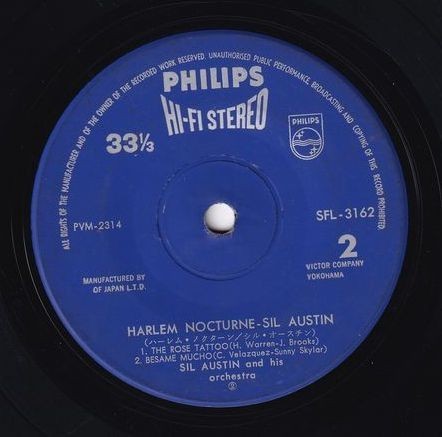 ALL RIGHTS OF THE MANUFACTURER AND OF THE OWNER OF THE RECORDED WORK RESERVED. UNAUTHORISED PUBLIC PERFORMANCE, BROADCASTING AND COPYING OF THIS RECORD PROHIBITED.
PHILIPS
HI-FI STEREO
33⅓
PHILIPS
PVM-2314
SFL-3162
2
MANUFACTURED BY
OF JAPAN L.T.D.
VICTOR COMPANY
YOKOHAMA
HARLEM NOCTURNE-SIL AUSTIN
(ハーレム・ノクターン/シル・オースチン)
1. THE ROSE TATTOO(H. Warren-J. Brooks)
2. BESAME MUCHO(C. Velazquez-Sunny Skylar)
SIL AUSTIN and his
orchestra